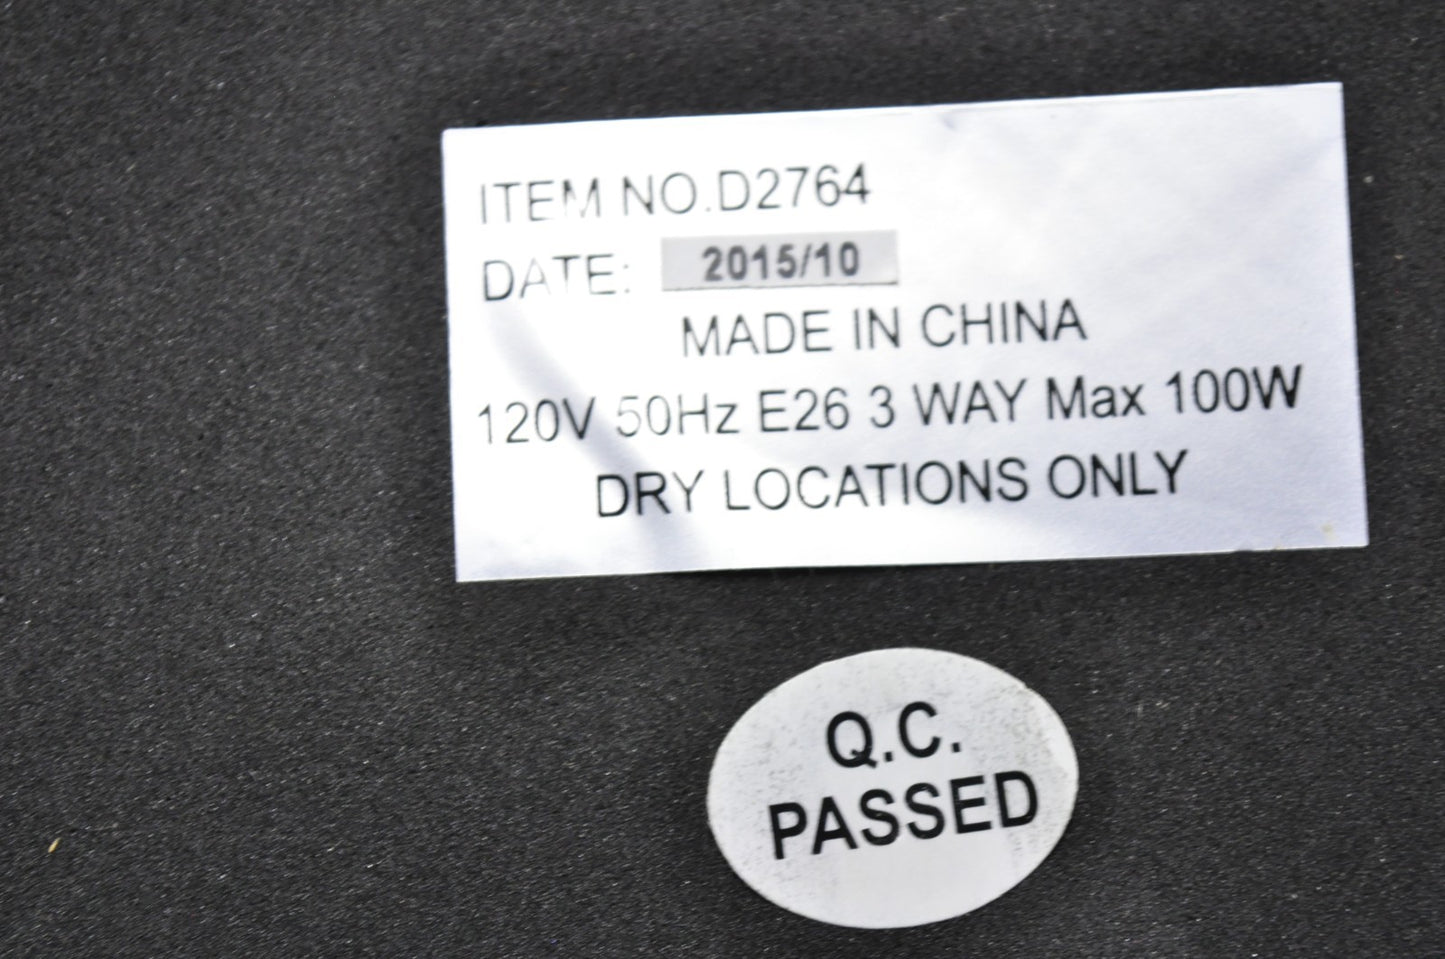 ITEM NO.D2764
DATE: 2015/10
MADE IN CHINA
120V 50Hz E26 3 WAY Max 100W
DRY LOCATIONS ONLY
Q.C.
PASSED